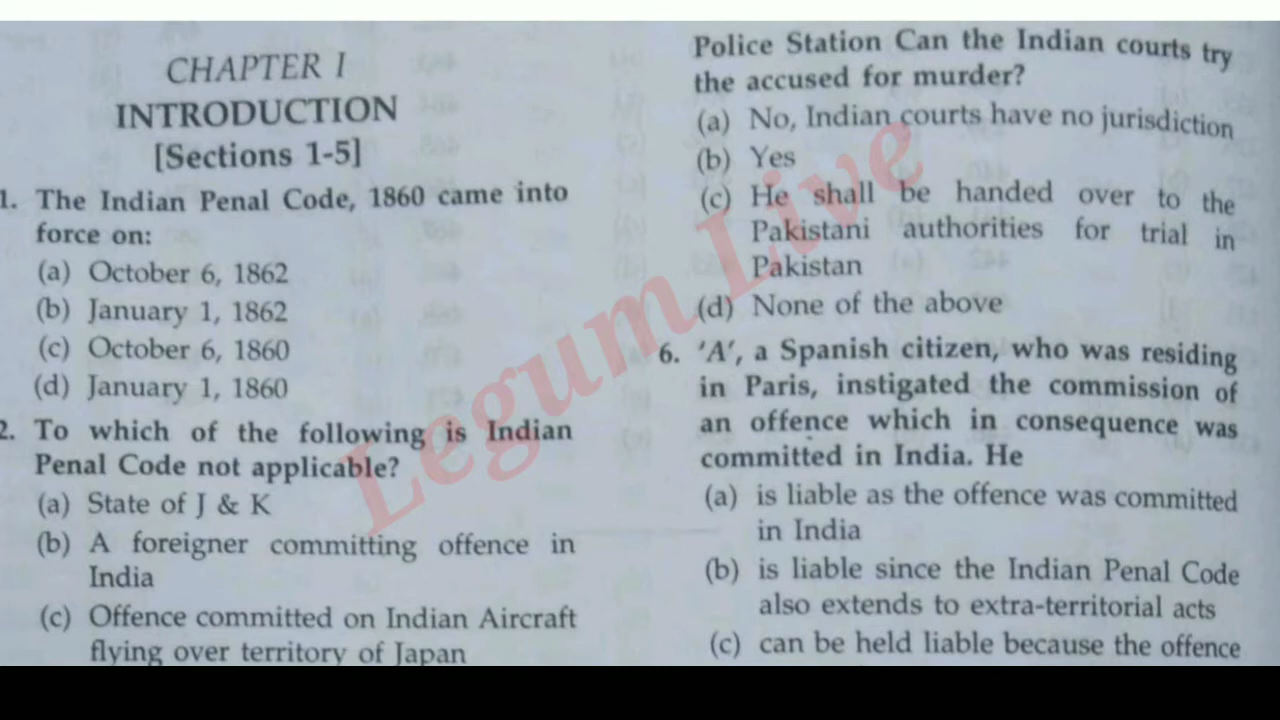 CHAPTER I
INTRODUCTION
[Sections 1-5]
1. The Indian Penal Code, 1860 came into
force on:
(a) October 6, 1862
(b) January 1, 1862
(c) October 6, 1860
(d) January 1, 1860
2. To which of the following is Indian
Penal Code not applicable?
(a) State of J & K
(b) A foreigner committing offence in
India
(c) Offence committed on Indian Aircraft
flying over territory of Japan
Police Station Can the Indian courts try
the accused for murder?
(a) No, Indian courts have no jurisdiction
(b) Yes
(c) He shall be handed over to the
Pakistani authorities for trial in
Pakistan
(d) None of the above
6. 'A', a Spanish citizen, who was residing
in Paris, instigated the commission of
an offence which in consequence was
committed in India. He
(a) is liable as the offence was committed
in India
(b) is liable since the Indian Penal Code
also extends to extra-territorial acts
(c) can be held liable because the offence
Legum Live